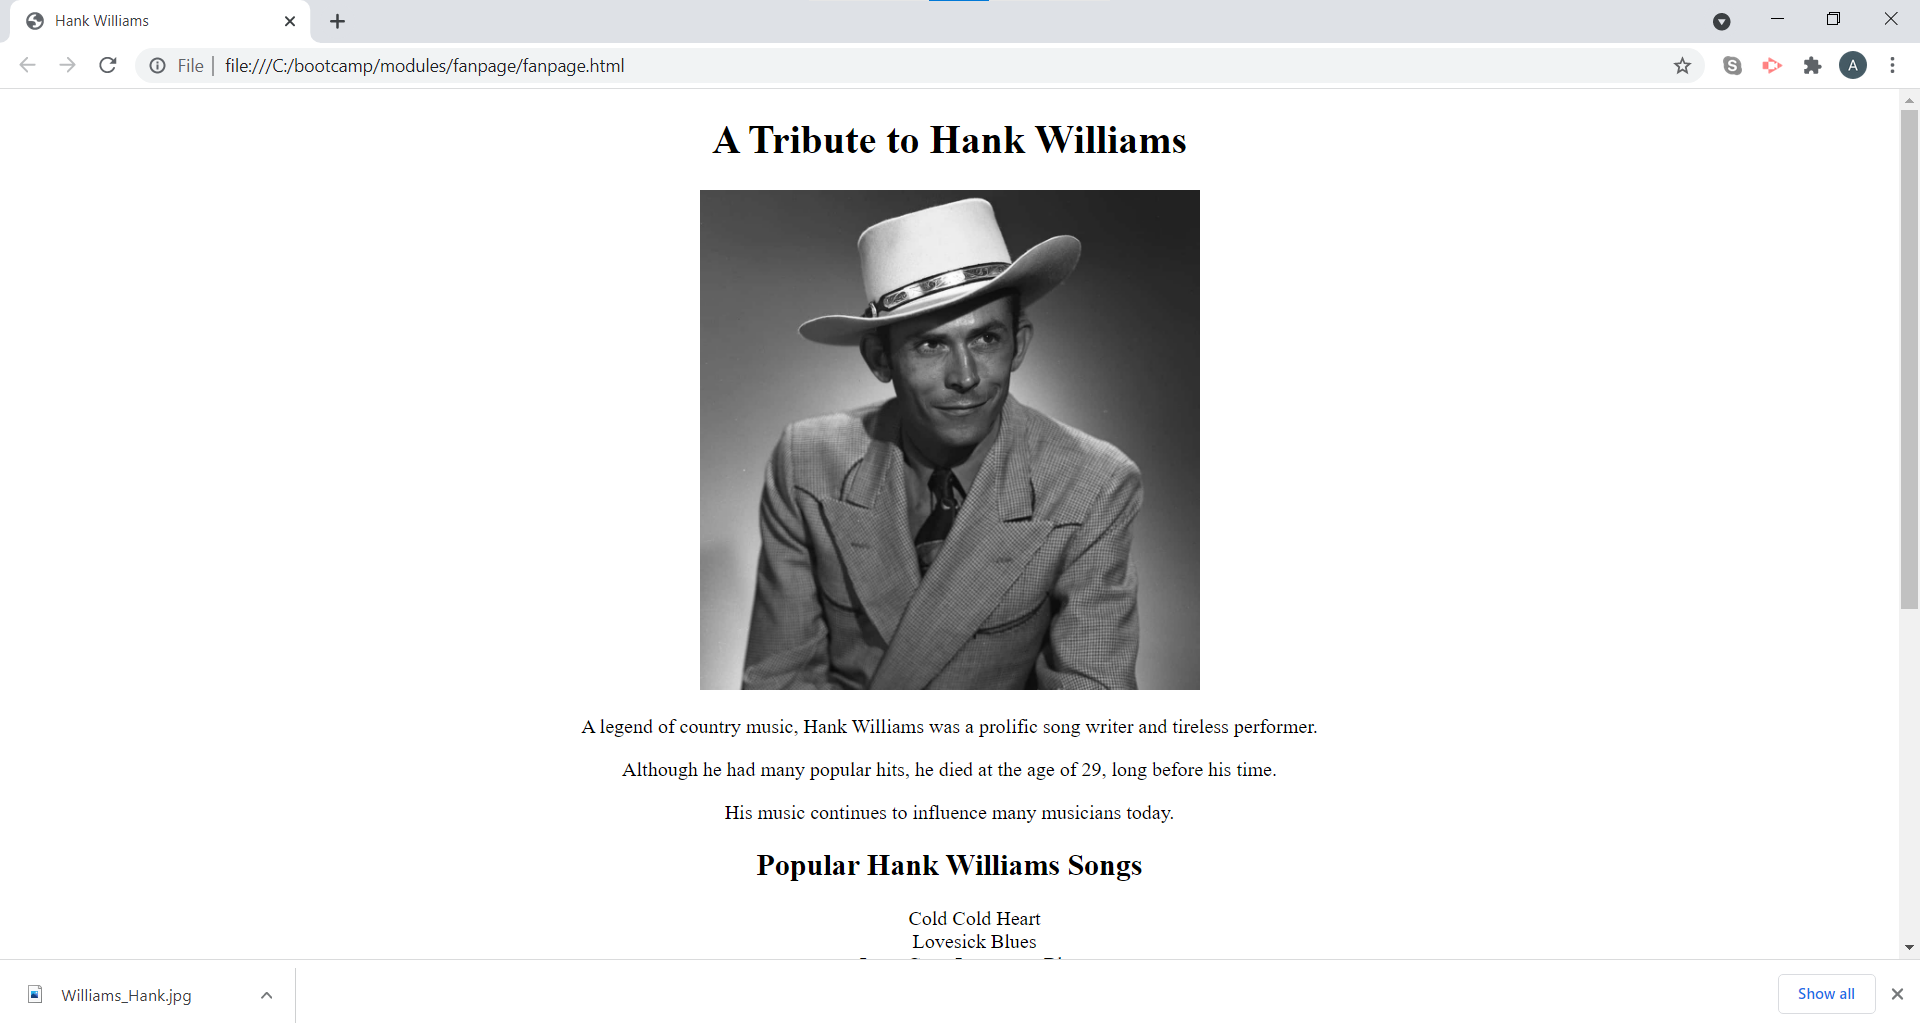 Hank Williams
File
file:///C:/bootcamp/modules/fanpage/fanpage.html
A
A Tribute to Hank Williams
A legend of country music, Hank Williams was a prolific song writer and tireless performer.
Although he had many popular hits, he died at the age of 29, long before his time.
His music continues to influence many musicians today.
Popular Hank Williams Songs
Cold Cold Heart
Lovesick Blues
Williams_Hank.jpg
Show all